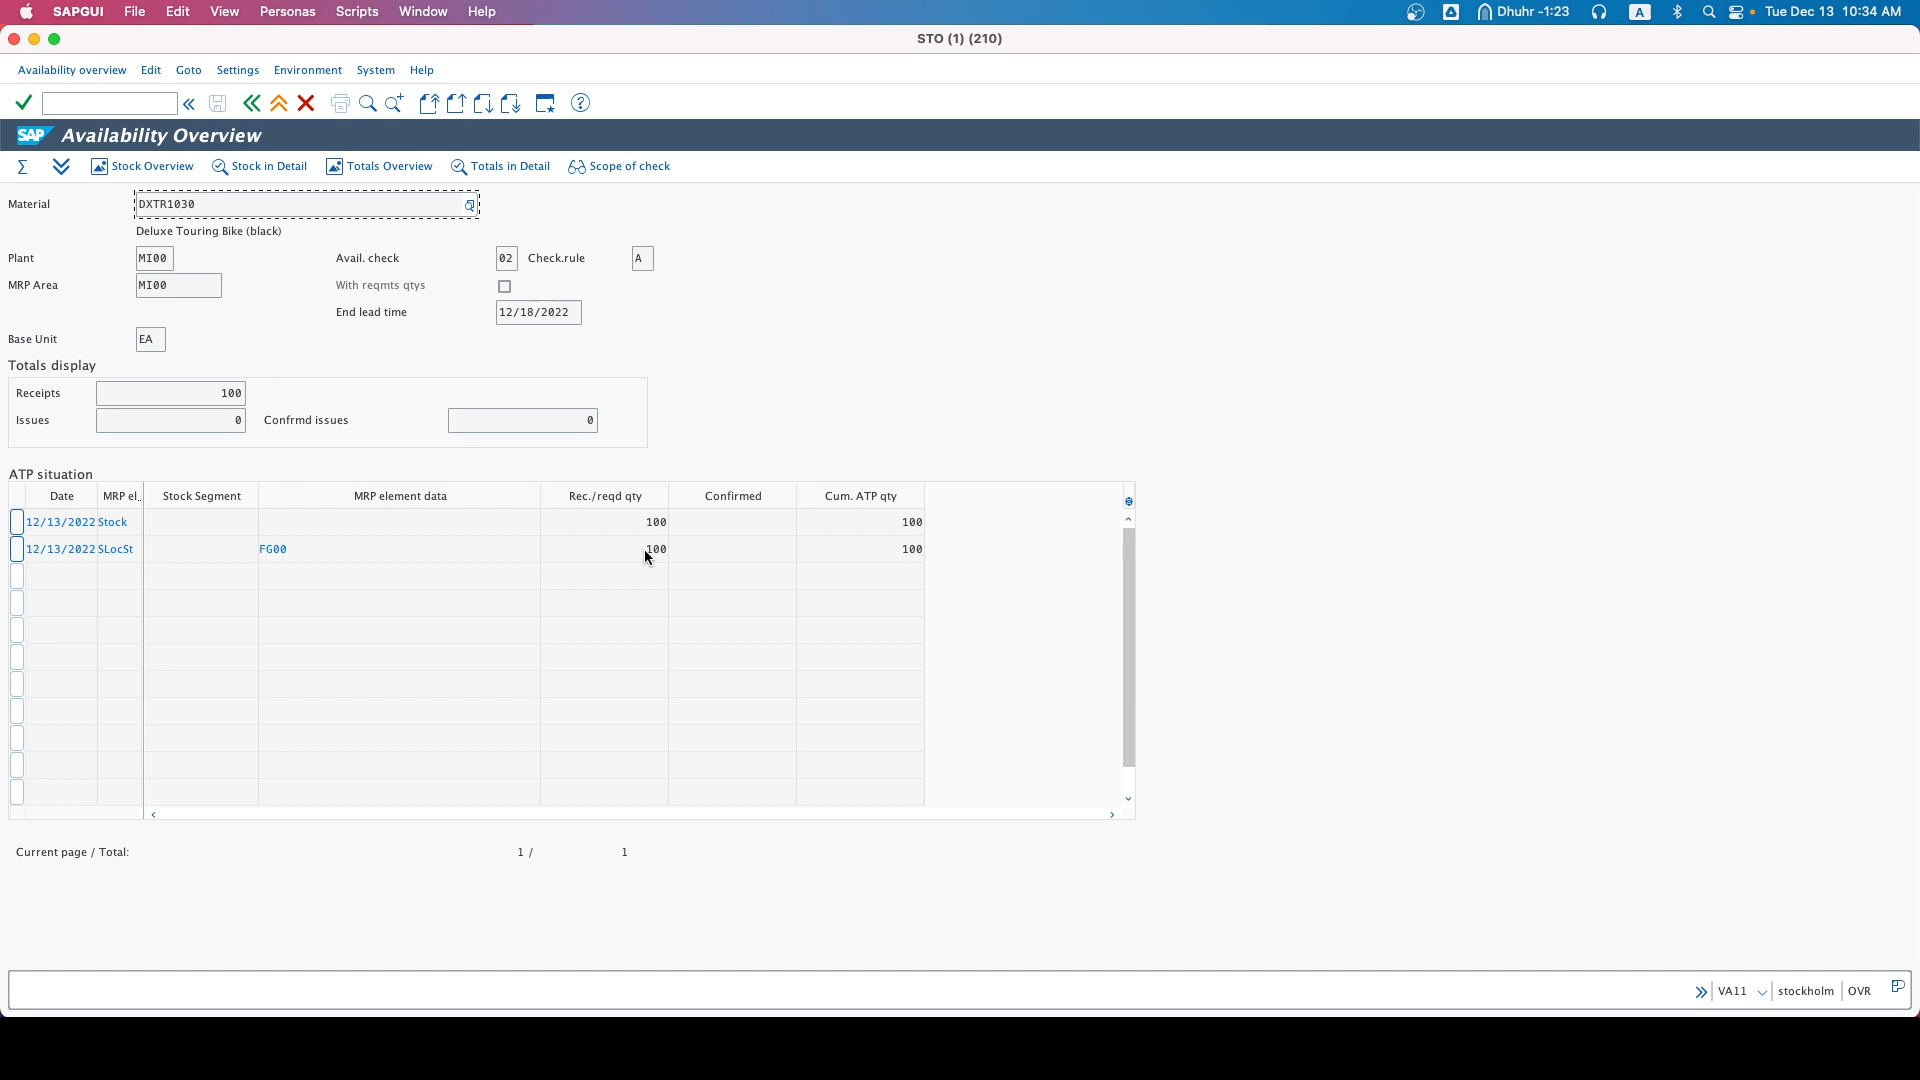 SAPGUI File Edit View Personas Scripts Window Help Dhuhr -1:23 A Tue Dec 13 10:34 AM
STO (1) (210)
Availability overview Edit Goto Settings Environment System Help
SAP Availability Overview
Stock Overview Stock in Detail Totals Overview Totals in Detail Scope of check
Material DXTR1030
Deluxe Touring Bike (black)
Plant MI00 Avail. check 02 Check.rule A
MRP Area MI00 With reqmts qtys
End lead time 12/18/2022
Base Unit EA
Totals display
Receipts 100
Issues 0 Confrmd issues 0
ATP situation
Date MRP el.. Stock Segment MRP element data Rec./reqd qty Confirmed Cum. ATP qty
12/13/2022 Stock 100 100
12/13/2022 SLocSt FG00 100 100
Current page / Total: 1 / 1
VA11 stockholm OVR